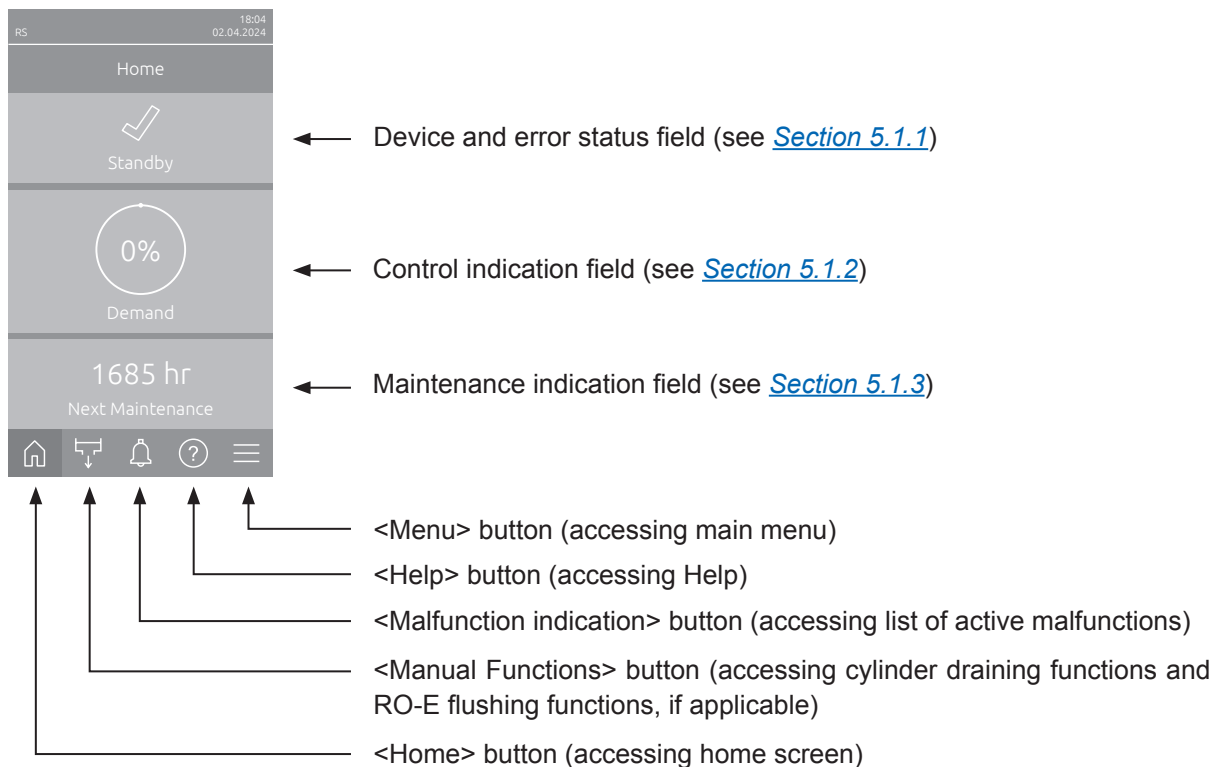 18:04
RS 02.04.2024
Home
Standby
Device and error status field (see Section 5.1.1)
0%
Demand
Control indication field (see Section 5.1.2)
1685 hr
Next Maintenance
Maintenance indication field (see Section 5.1.3)
?
<Menu> button (accessing main menu)
<Help> button (accessing Help)
<Malfunction indication> button (accessing list of active malfunctions)
<Manual Functions> button (accessing cylinder draining functions and
RO-E flushing functions, if applicable)
<Home> button (accessing home screen)